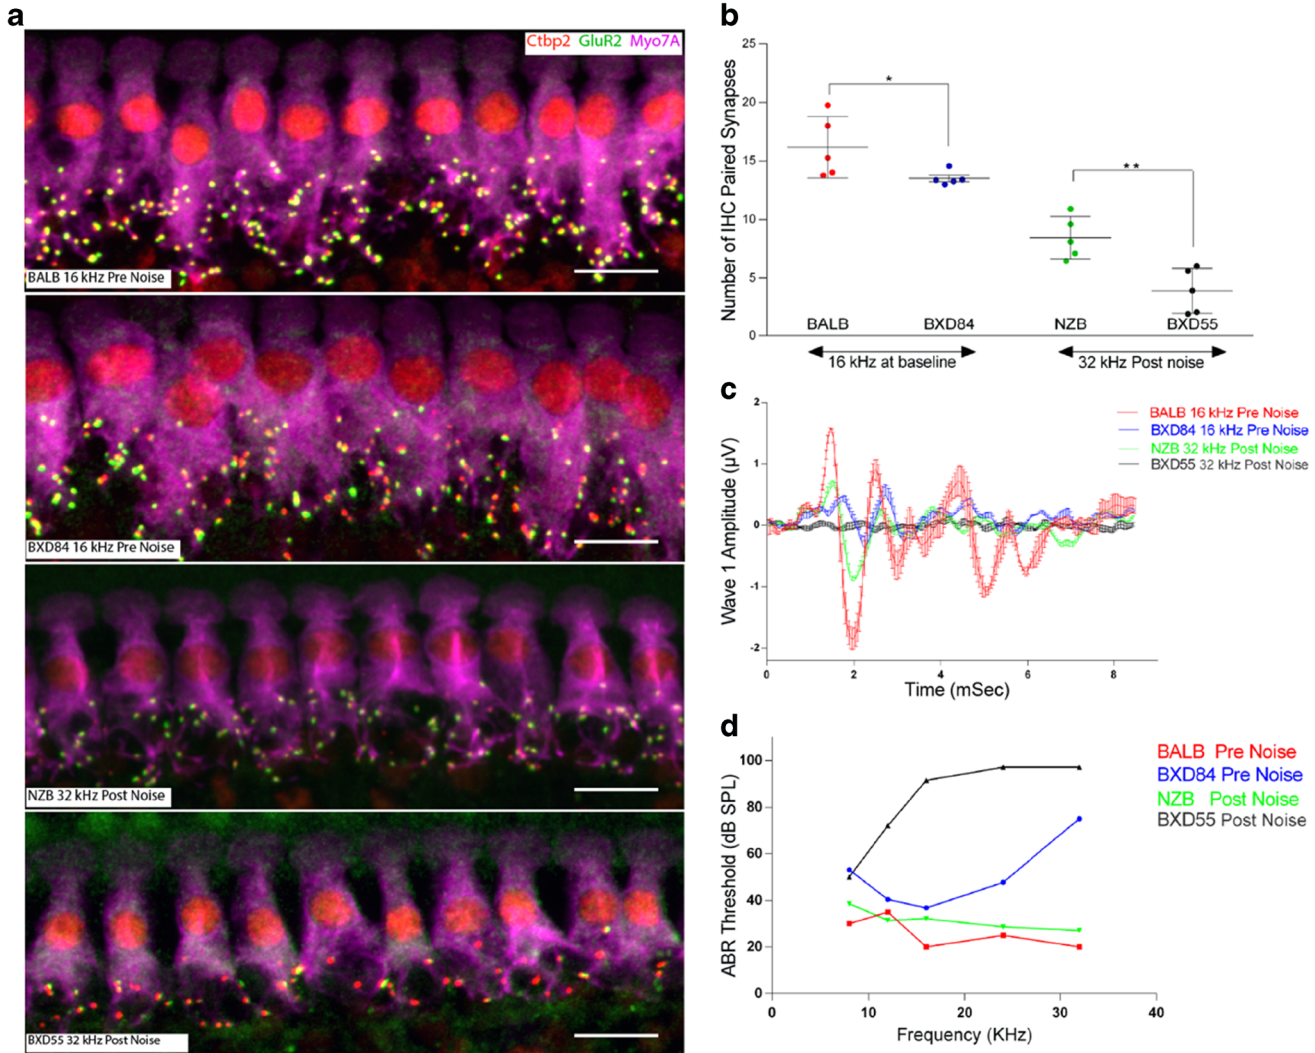 a
Ctbp2 GluR2 Myo7A
BALB 16 kHz Pre Noise
BXD84 16 kHz Pre Noise
NZB 32 kHz Post Noise
BXD55 32 kHz Post Noise
b
Number of IHC Paired Synapses
25
20
15
10
5
0
*
**
BALB
BXD84
NZB
BXD55
16 kHz at baseline
32 kHz Post noise
c
Wave 1 Amplitude (µV)
2
1
0
-1
-2
0
2
4
6
8
Time (mSec)
BALB 16 kHz Pre Noise
BXD84 16 kHz Pre Noise
NZB 32 kHz Post Noise
BXD55 32 kHz Post Noise
d
ABR Threshold (dB SPL)
100
80
60
40
20
0
0
10
20
30
40
Frequency (KHz)
BALB Pre Noise
BXD84 Pre Noise
NZB Post Noise
BXD55 Post Noise